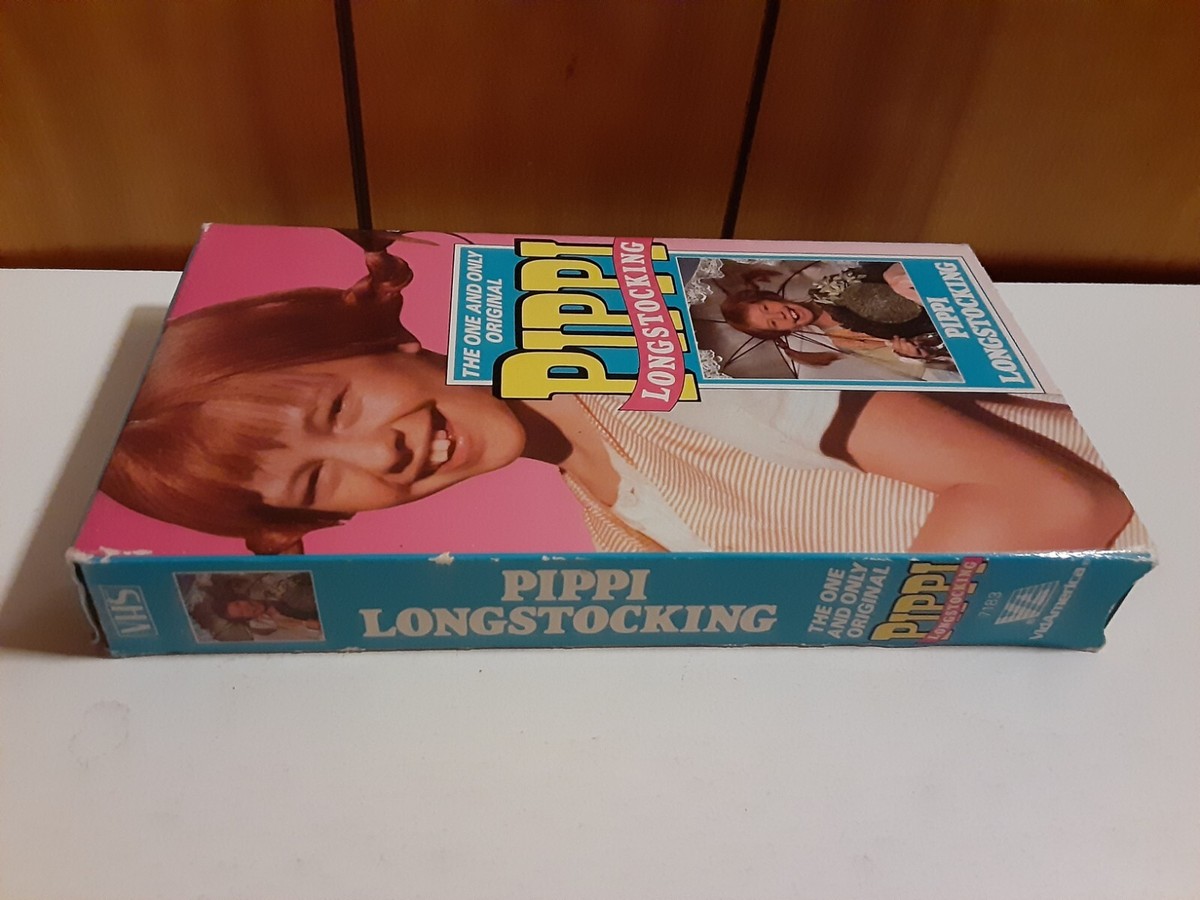 THE ONE AND ONLY
ORIGINAL
PIPPI
LONGSTOCKING
PIPPI
LONGSTOCKING
VHS
PIPPI
LONGSTOCKING
THE ONE
AND ONLY
ORIGINAL
PIPPI
LONGSTOCKING
7183
VidAmerica